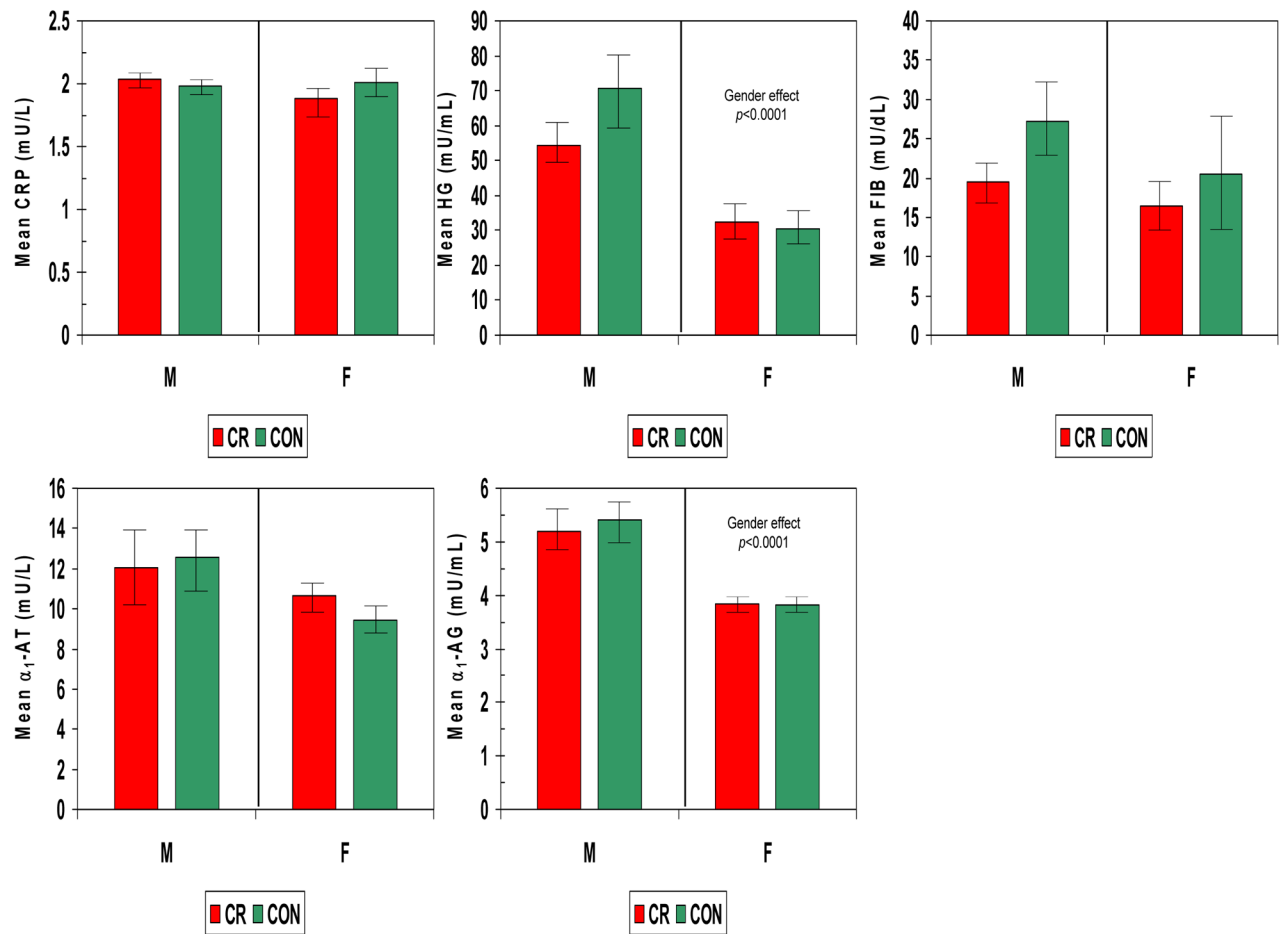 Mean CRP (mU/L)
2.5
2
1.5
1
0.5
0
M F
CR CON
Mean HG (mU/mL)
90
80
70
60
50
40
30
20
10
0
Gender effect
p<0.0001
M F
CR CON
Mean FIB (mU/dL)
40
35
30
25
20
15
10
5
0
M F
CR CON
Mean α₁-AT (mU/L)
16
14
12
10
8
6
4
2
0
M F
CR CON
Mean α₁-AG (mU/mL)
6
5
4
3
2
1
0
Gender effect
p<0.0001
M F
CR CON